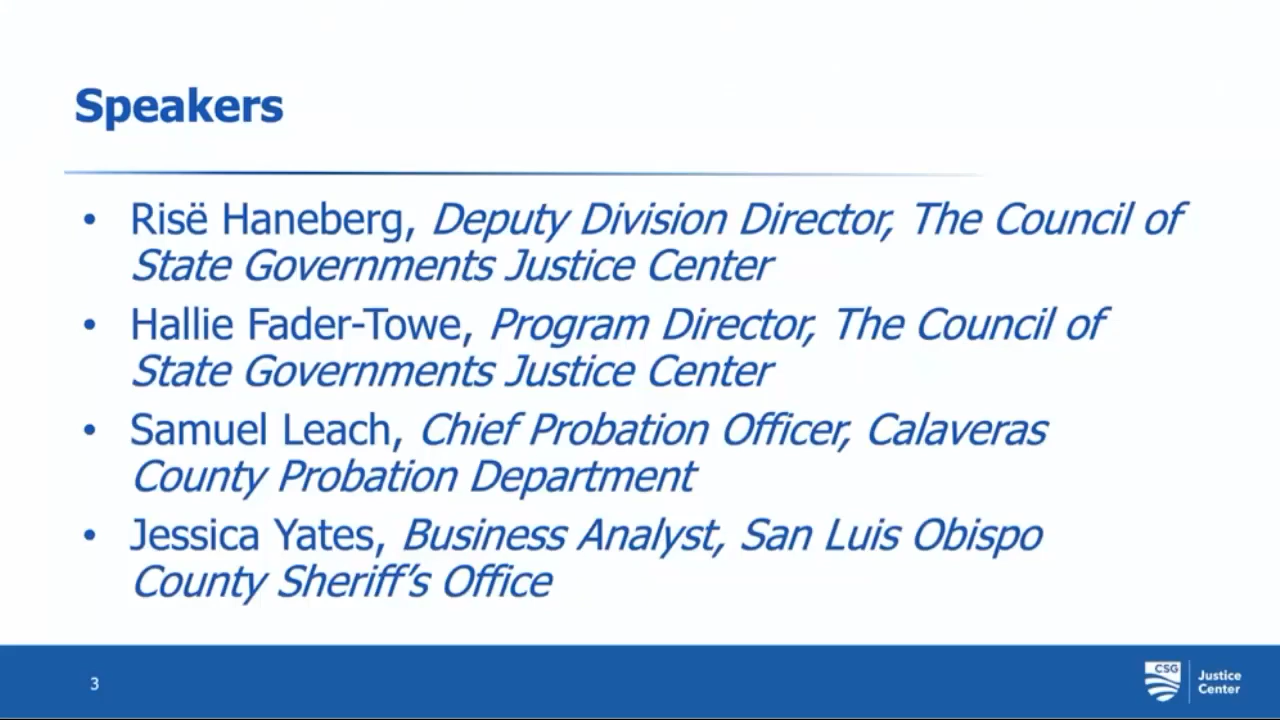 Speakers
• Risë Haneberg, Deputy Division Director, The Council of
State Governments Justice Center
• Hallie Fader-Towe, Program Director, The Council of
State Governments Justice Center
• Samuel Leach, Chief Probation Officer, Calaveras
County Probation Department
• Jessica Yates, Business Analyst, San Luis Obispo
County Sheriff’s Office
3
CSG
Justice
Center